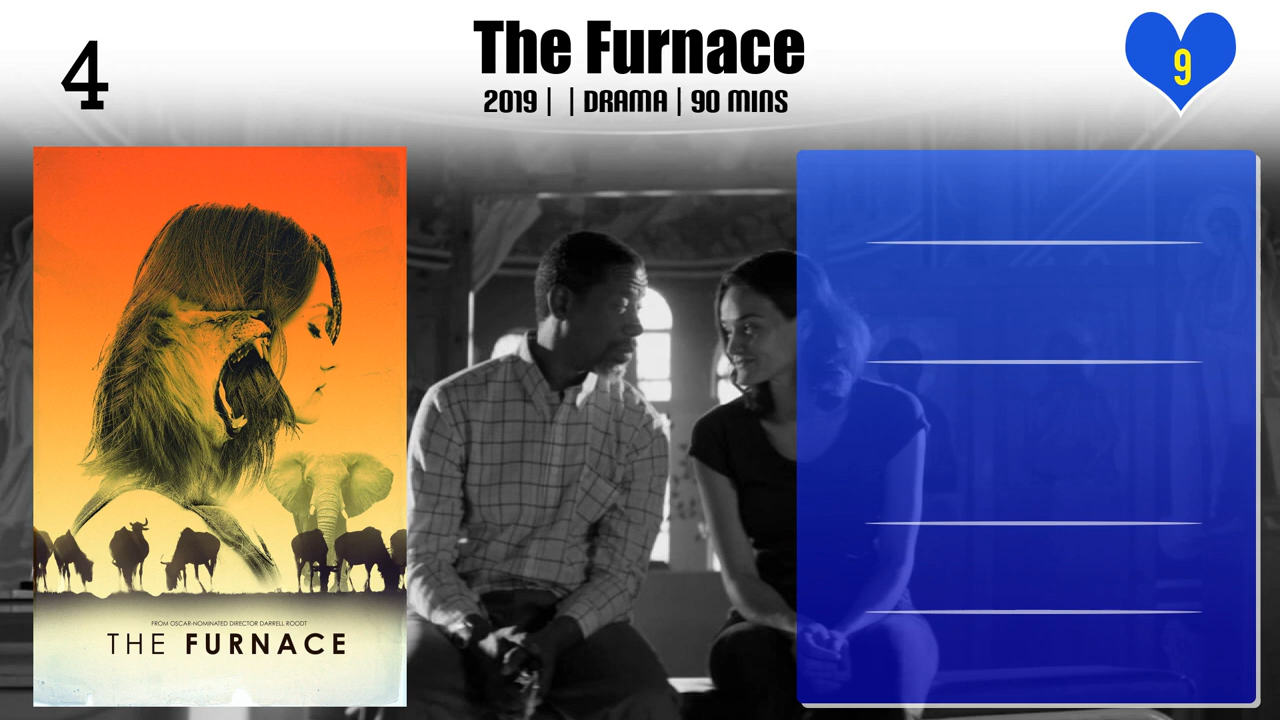 4
The Furnace
9
2019 | | DRAMA | 90 MINS
FROM OSCAR-NOMINATED DIRECTOR DARRELL ROODT
THE FURNACE